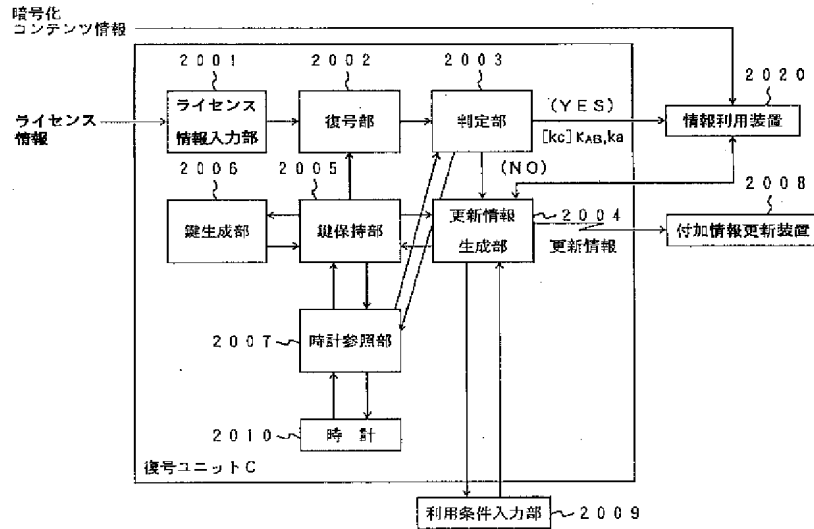 暗号化
コンテンツ情報
2001
2002
2003
2020
ライセンス
情報
ライセンス
情報入力部
復号部
判定部
(YES)
[kc] KAB,ka
情報利用装置
2006
2005
(NO)
2008
鍵生成部
鍵保持部
更新情報
生成部
2004
更新情報
付加情報更新装置
2007
時計参照部
2010
時計
復号ユニットC
利用条件入力部
2009